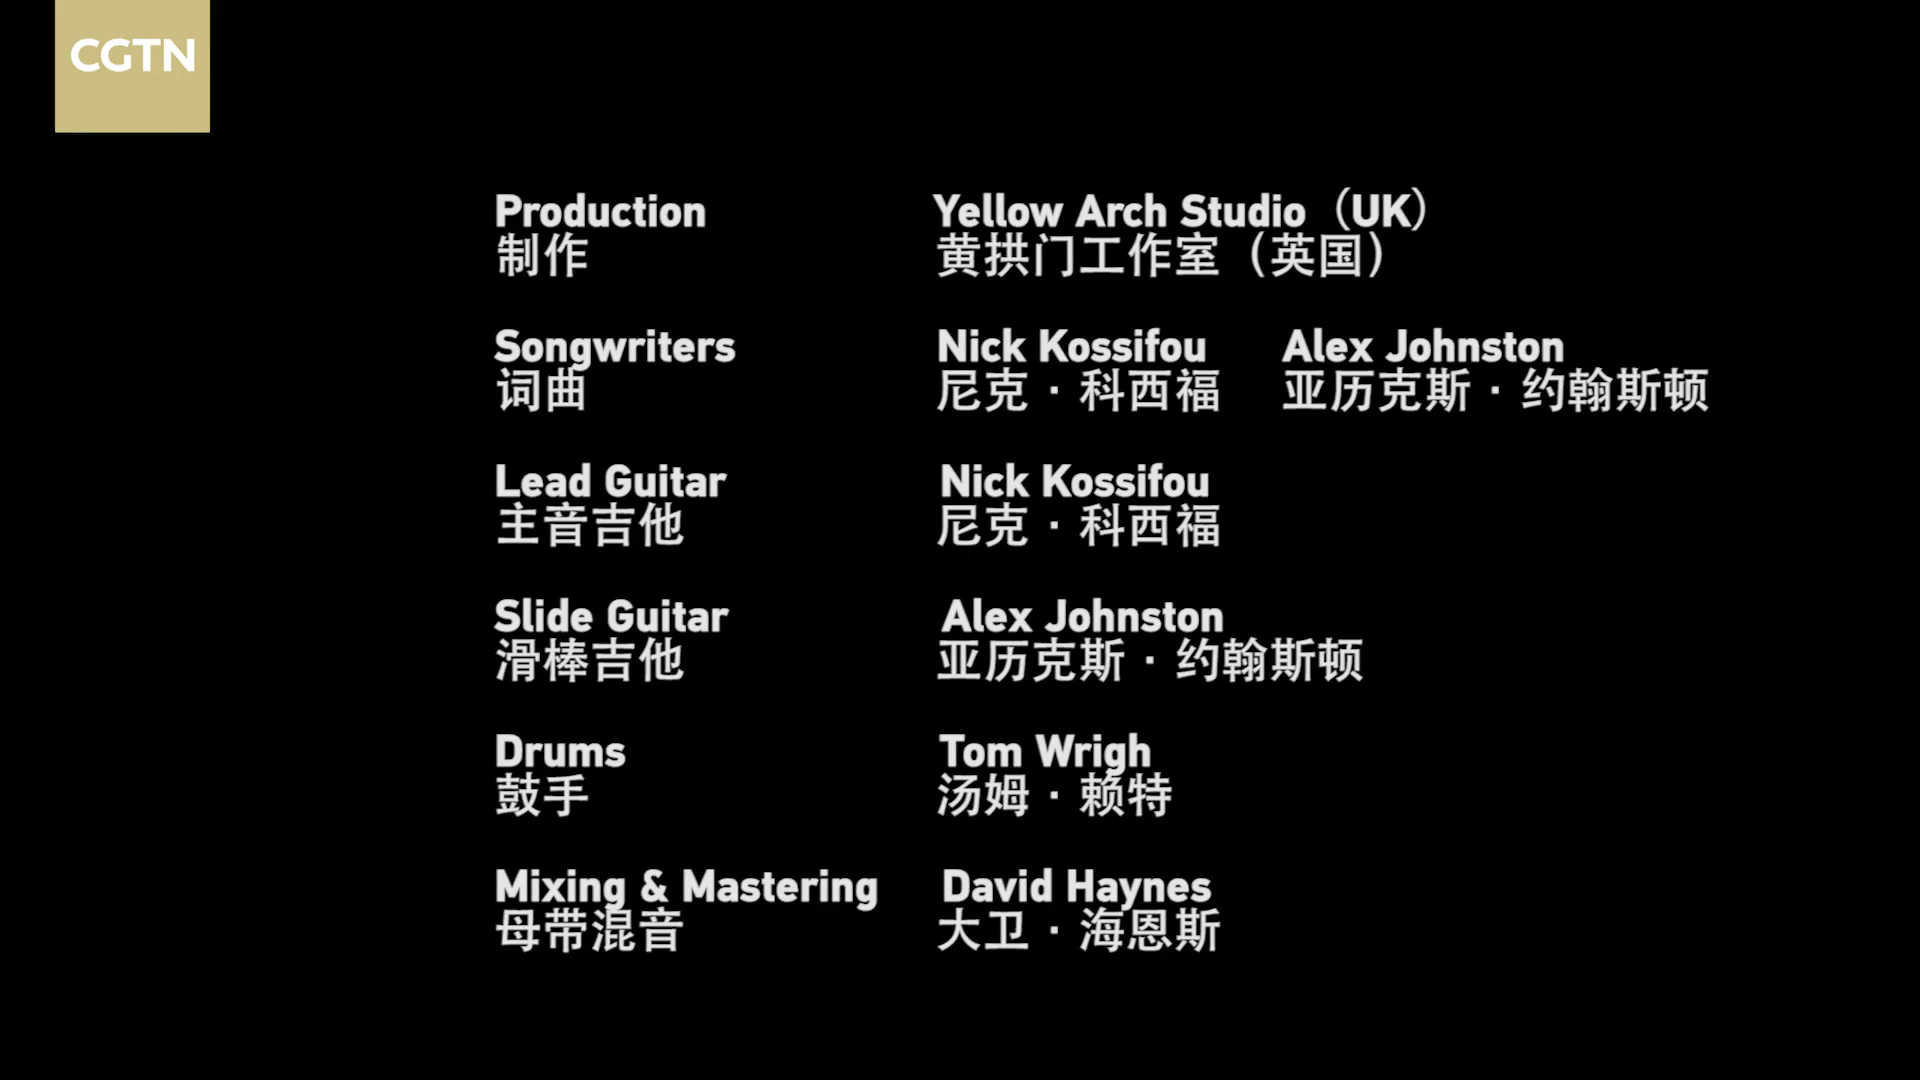 CGTN
Production Yellow Arch Studio（UK）
制作 黄拱门工作室（英国）
Songwriters Nick Kossifou Alex Johnston
词曲 尼克·科西福 亚历克斯·约翰斯顿
Lead Guitar Nick Kossifou
主音吉他 尼克·科西福
Slide Guitar Alex Johnston
滑棒吉他 亚历克斯·约翰斯顿
Drums Tom Wrigh
鼓手 汤姆·赖特
Mixing & Mastering David Haynes
母带混音 大卫·海恩斯